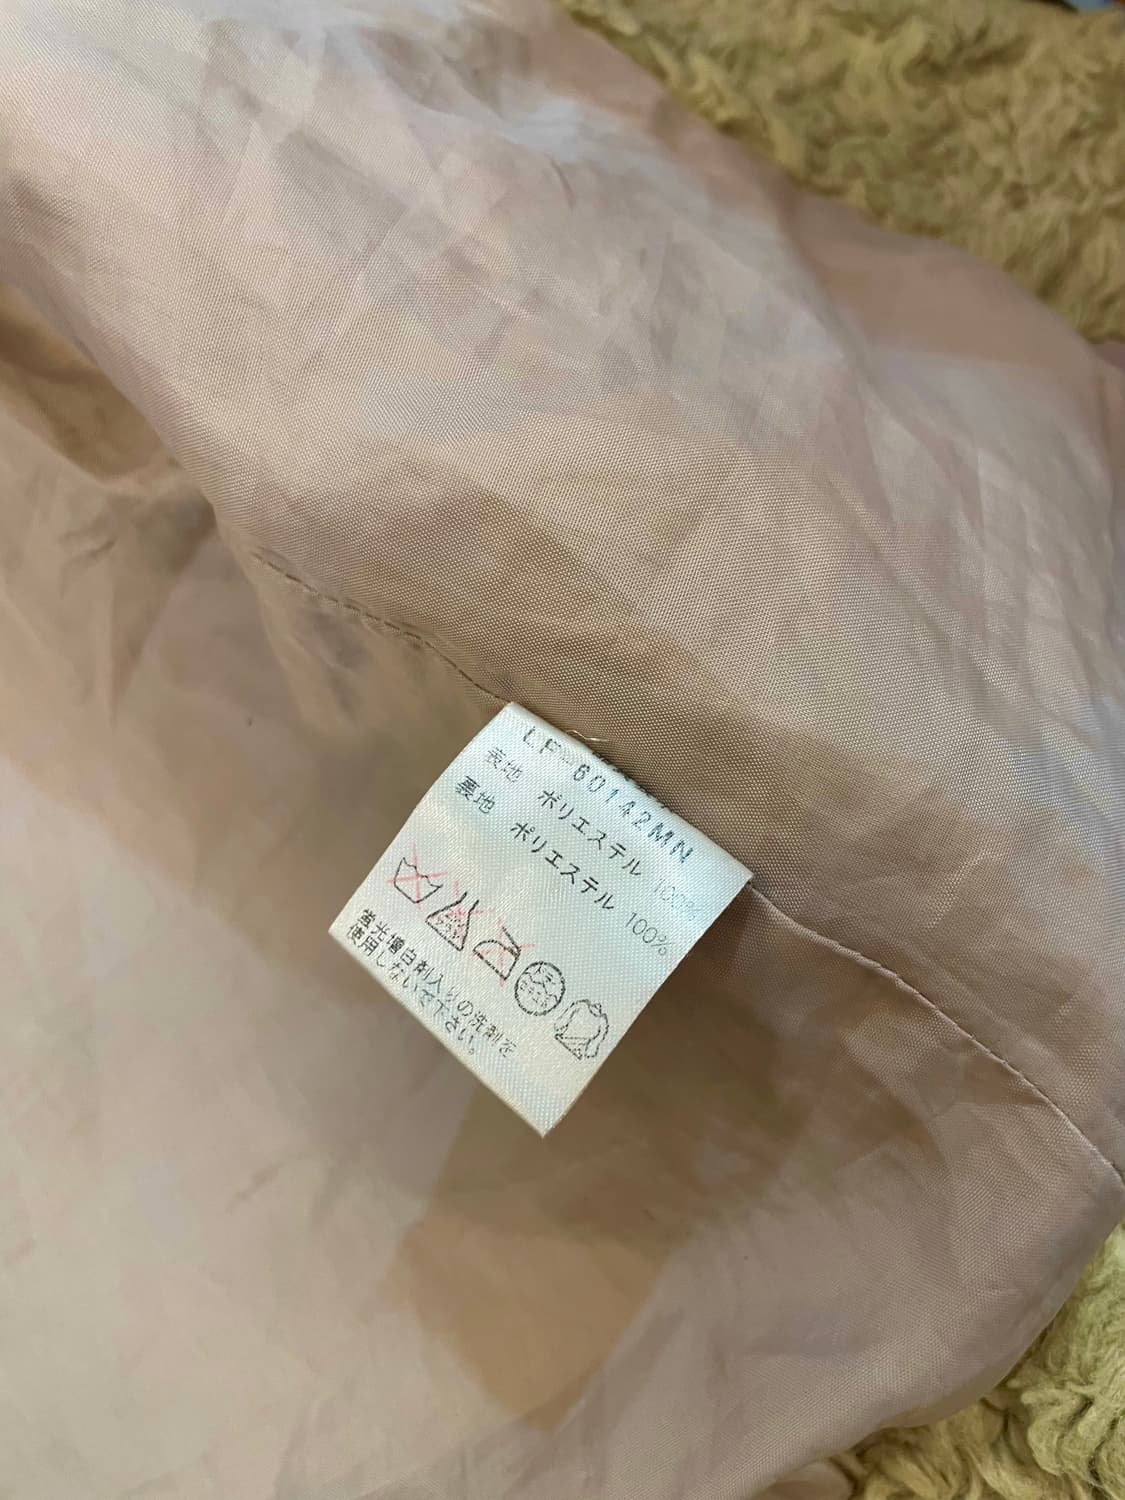 LF-60142MN
表地 ポリエステル 100%
裏地 ポリエステル 100%
蛍光増白剤入りの洗剤を
使用しないで下さい。